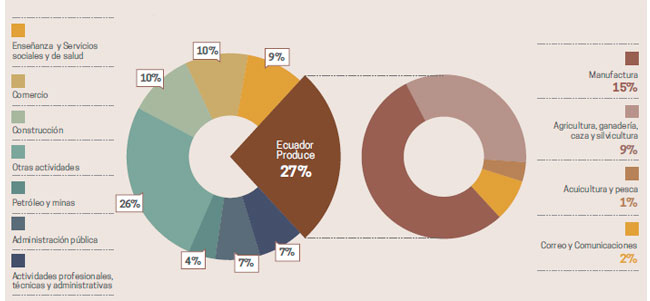 Enseñanza y Servicios
sociales y de salud
Comercio
Construcción
Otras actividades
Petróleo y minas
Administración pública
Actividades profesionales,
técnicas y administrativas
10%
9%
10%
26%
4%
7%
7%
Ecuador
Produce
27%
Manufactura
15%
Agricultura, ganadería,
caza y silvicultura
9%
Acuicultura y pesca
1%
Correo y Comunicaciones
2%